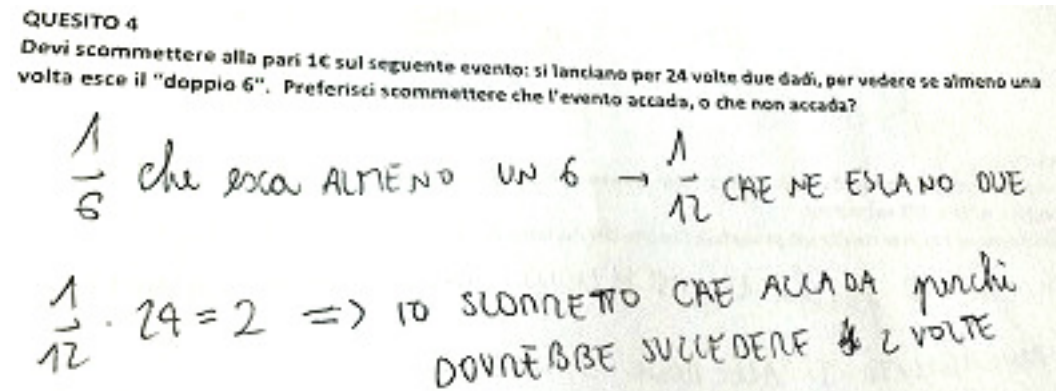 QUESITO 4
Devi scommettere alla pari 1€ sul seguente evento: si lanciano per 24 volte due dadi, per vedere se almeno una
volta esce il "doppio 6". Preferisci scommettere che l'evento accada, o che non accada?
1/6 che esca ALMENO UN 6 → 1/12 CHE NE ESCANO DUE
1/12 · 24 = 2 => IO SCOMMETTO CHE ACCADA perchè
DOVREBBE SUCCEDERE 2 VOLTE